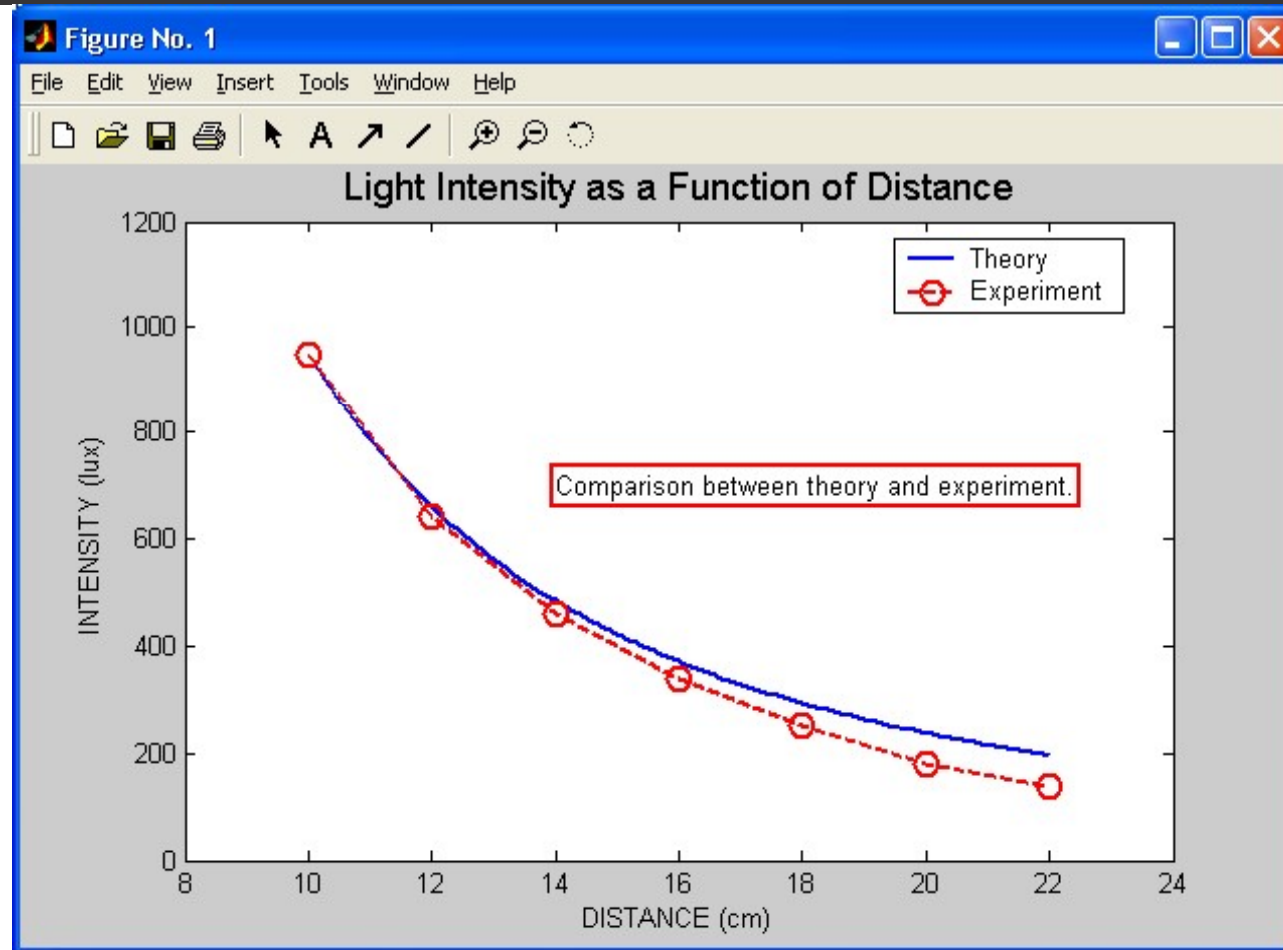 Figure No. 1
File Edit View Insert Tools Window Help
A
Light Intensity as a Function of Distance
1200
1000
800
600
400
200
0
INTENSITY (lux)
Theory
Experiment
Comparison between theory and experiment.
8 10 12 14 16 18 20 22 24
DISTANCE (cm)